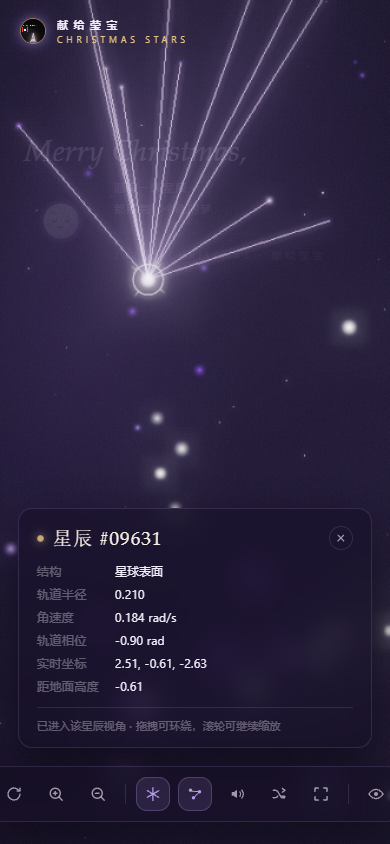 献给莹宝
CHRISTMAS STARS
Merry Christmas,
星辰 #09631
结构 星球表面
轨道半径 0.210
角速度 0.184 rad/s
轨道相位 -0.90 rad
实时坐标 2.51, -0.61, -2.63
距地面高度 -0.61
已进入该星辰视角 · 拖拽可环绕，滚轮可继续缩放